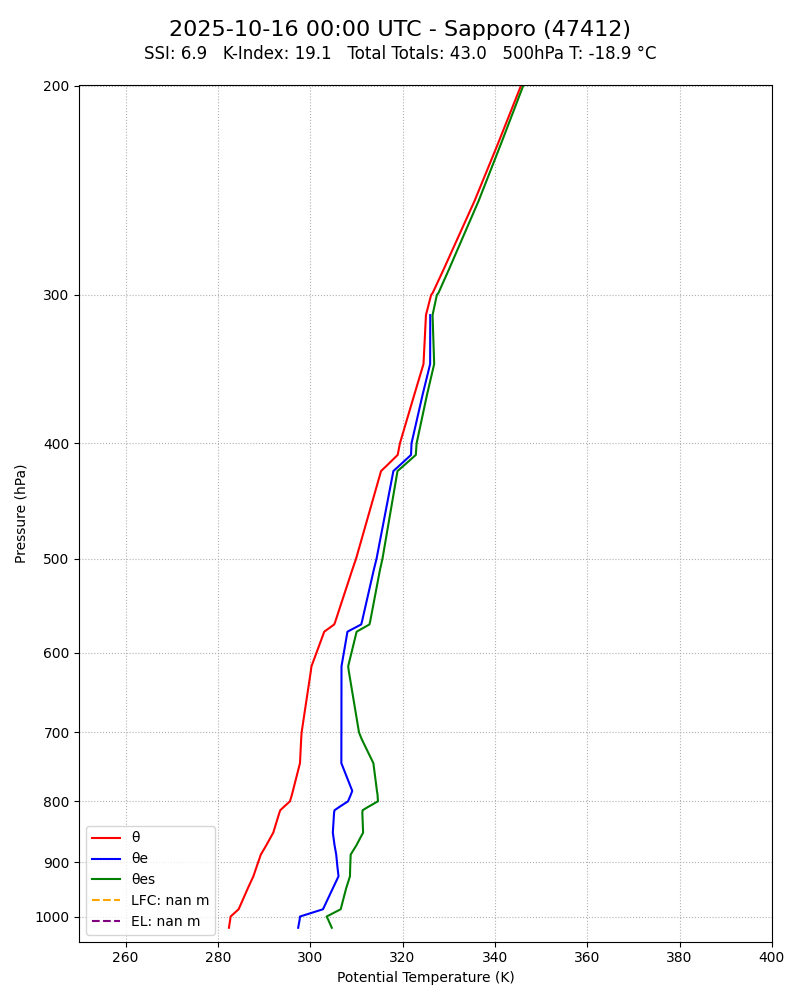 2025-10-16 00:00 UTC - Sapporo (47412)
SSI: 6.9   K-Index: 19.1   Total Totals: 43.0   500hPa T: -18.9 °C
Pressure (hPa)
200
300
400
500
600
700
800
900
1000
θ
θe
θes
LFC: nan m
EL: nan m
260 280 300 320 340 360 380 400
Potential Temperature (K)